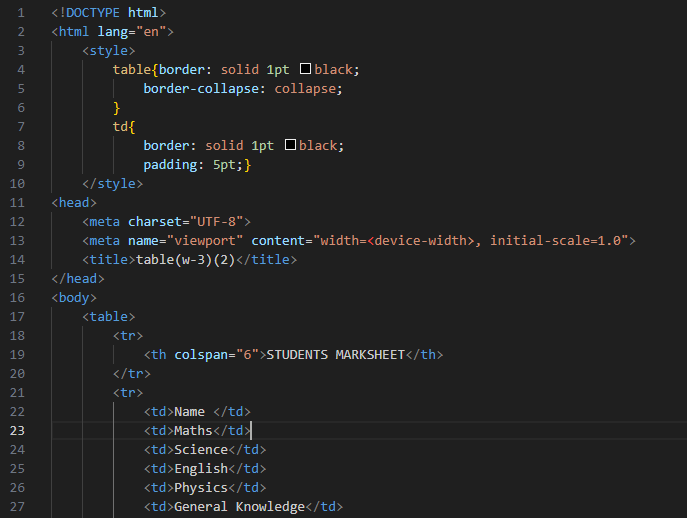 1 <!DOCTYPE html>
2 <html lang="en">
3 <style>
4 table{border: solid 1pt black;
5 border-collapse: collapse;
6 }
7 td{
8 border: solid 1pt black;
9 padding: 5pt;}
10 </style>
11 <head>
12 <meta charset="UTF-8">
13 <meta name="viewport" content="width=<device-width>, initial-scale=1.0">
14 <title>table(w-3)(2)</title>
15 </head>
16 <body>
17 <table>
18 <tr>
19 <th colspan="6">STUDENTS MARKSHEET</th>
20 </tr>
21 <tr>
22 <td>Name </td>
23 <td>Maths</td>
24 <td>Science</td>
25 <td>English</td>
26 <td>Physics</td>
27 <td>General Knowledge</td>